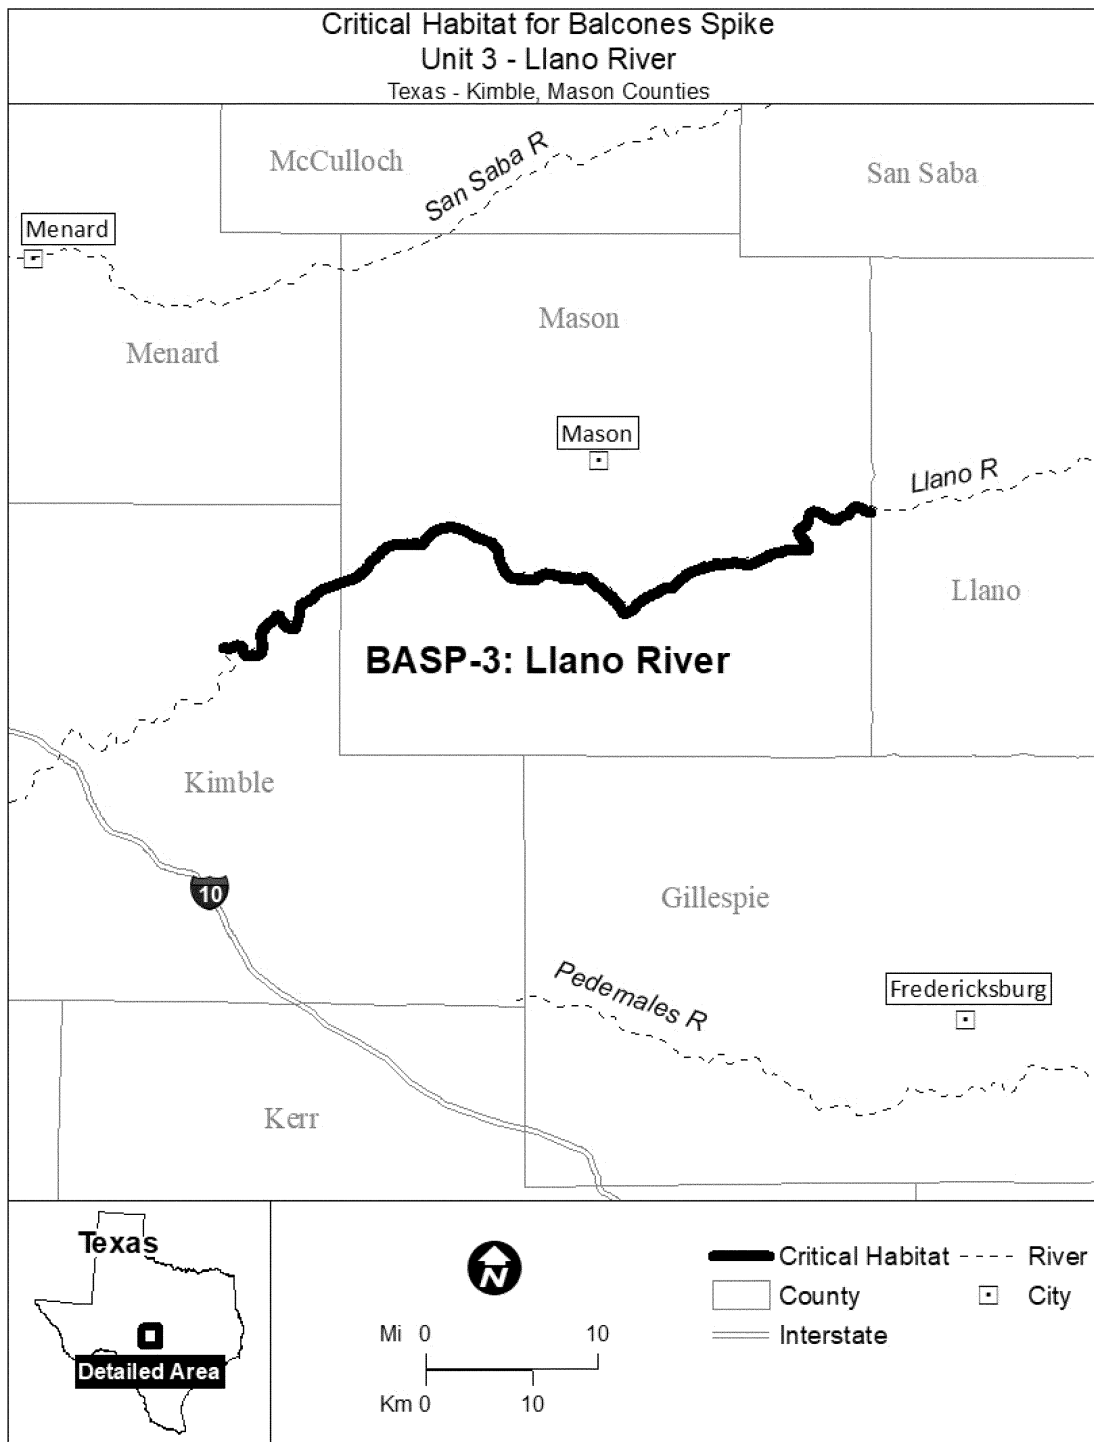 Critical Habitat for Balcones Spike
Unit 3 - Llano River
Texas - Kimble, Mason Counties
McCulloch
San Saba R
San Saba
Menard
Mason
Menard
Mason
Llano R
Llano
BASP-3: Llano River
Kimble
10
Gillespie
Pedernales R
Fredericksburg
Kerr
Texas
Detailed Area
N
Mi 0 10
Km 0 10
Critical Habitat
River
County
City
Interstate